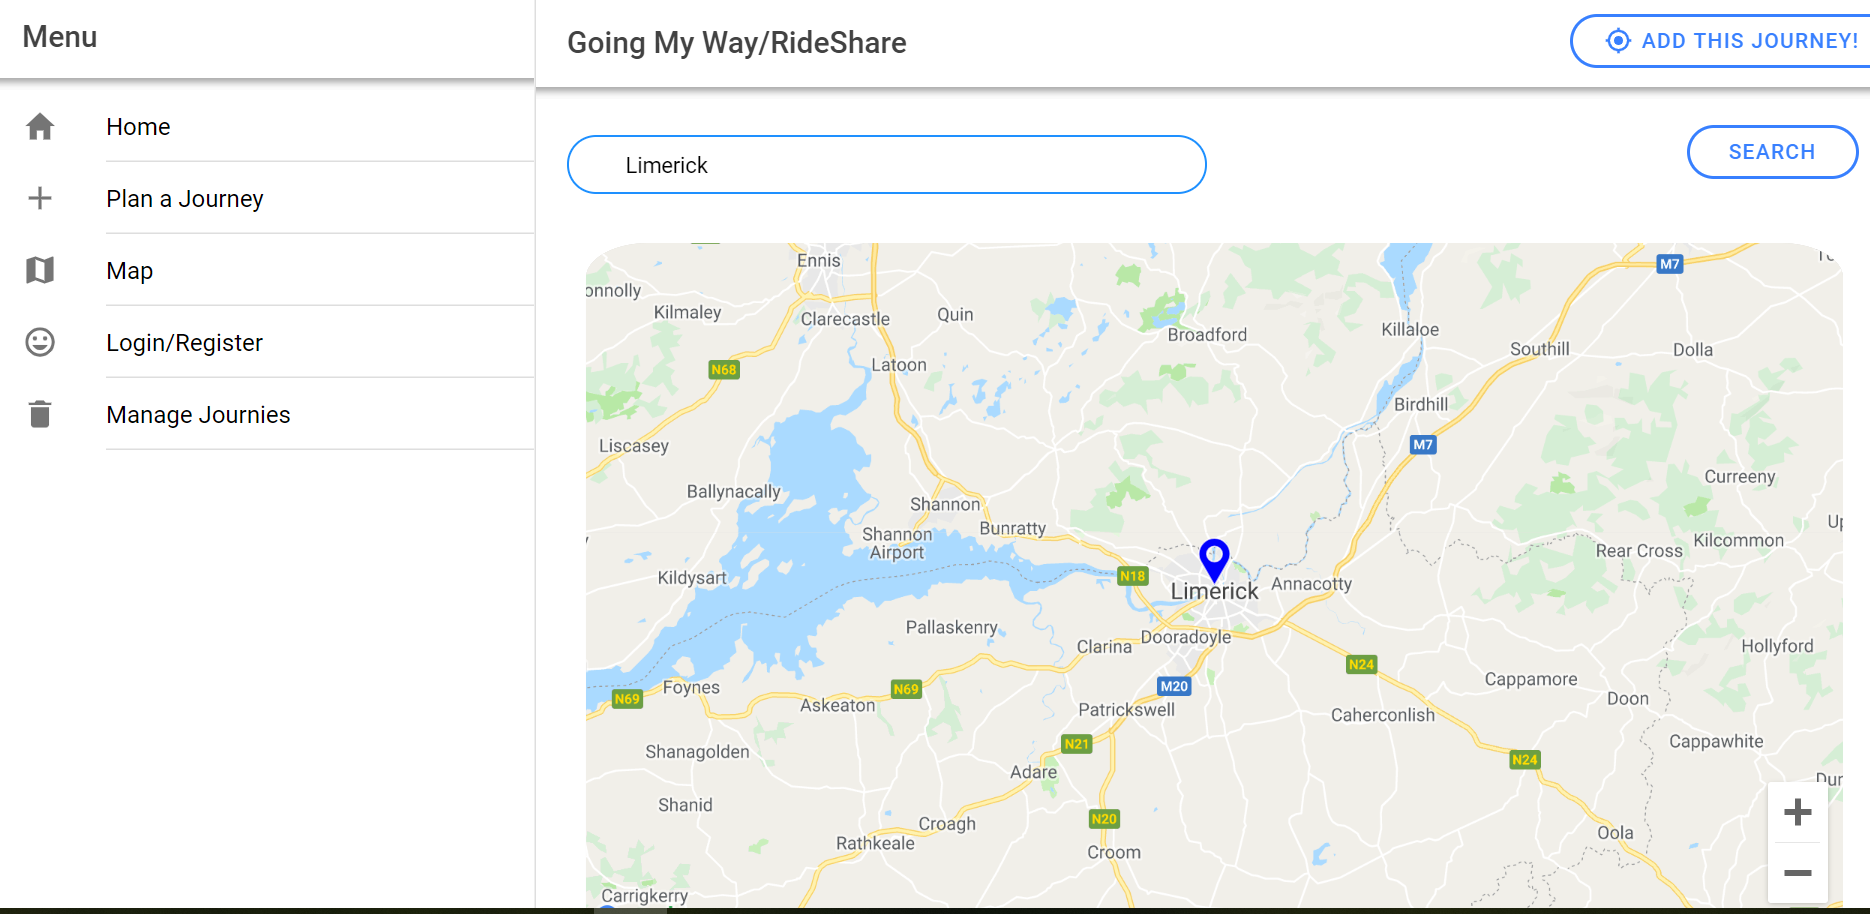 Menu
Going My Way/RideShare
ADD THIS JOURNEY!
Home
Plan a Journey
Map
Login/Register
Manage Journies
Limerick
SEARCH
Ennis
M7
onnolly
Kilmaley
Clarecastle
Quin
Broadford
Killaloe
Southill
Dolla
Latoon
N68
Birdhill
Liscasey
M7
Curreeny
Ballynacally
Shannon
Bunratty
Shannon
Airport
Rear Cross
Kilcommon
Kildysart
N18
Limerick
Annacotty
Pallaskenry
Clarina
Dooradoyle
Hollyford
N24
Foynes
N69
N69
M20
Cappamore
Doon
Askeaton
Patrickswell
Caherconlish
Shanagolden
N21
Cappawhite
N24
Adare
Shanid
Croagh
N20
Oola
Rathkeale
Croom
Carrigkerry